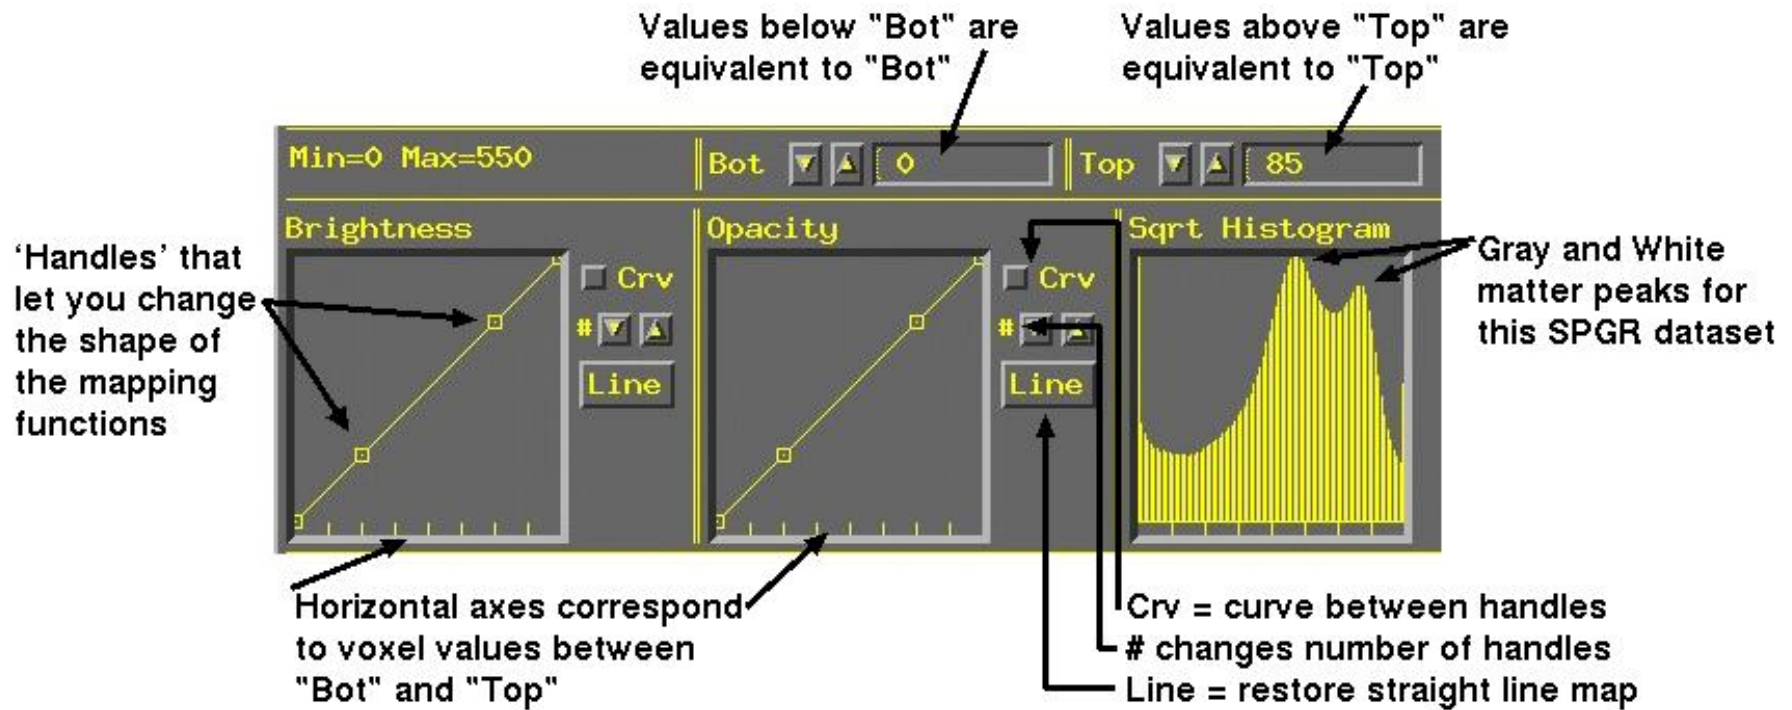 Values below "Bot" are
equivalent to "Bot"
Values above "Top" are
equivalent to "Top"
Min=0 Max=550
Bot
0
Top
85
Brightness
Opacity
Sqrt Histogram
'Handles' that
let you change
the shape of
the mapping
functions
Crv
#
Line
Crv
#
Line
Gray and White
matter peaks for
this SPGR dataset
Horizontal axes correspond
to voxel values between
"Bot" and "Top"
Crv = curve between handles
# changes number of handles
Line = restore straight line map